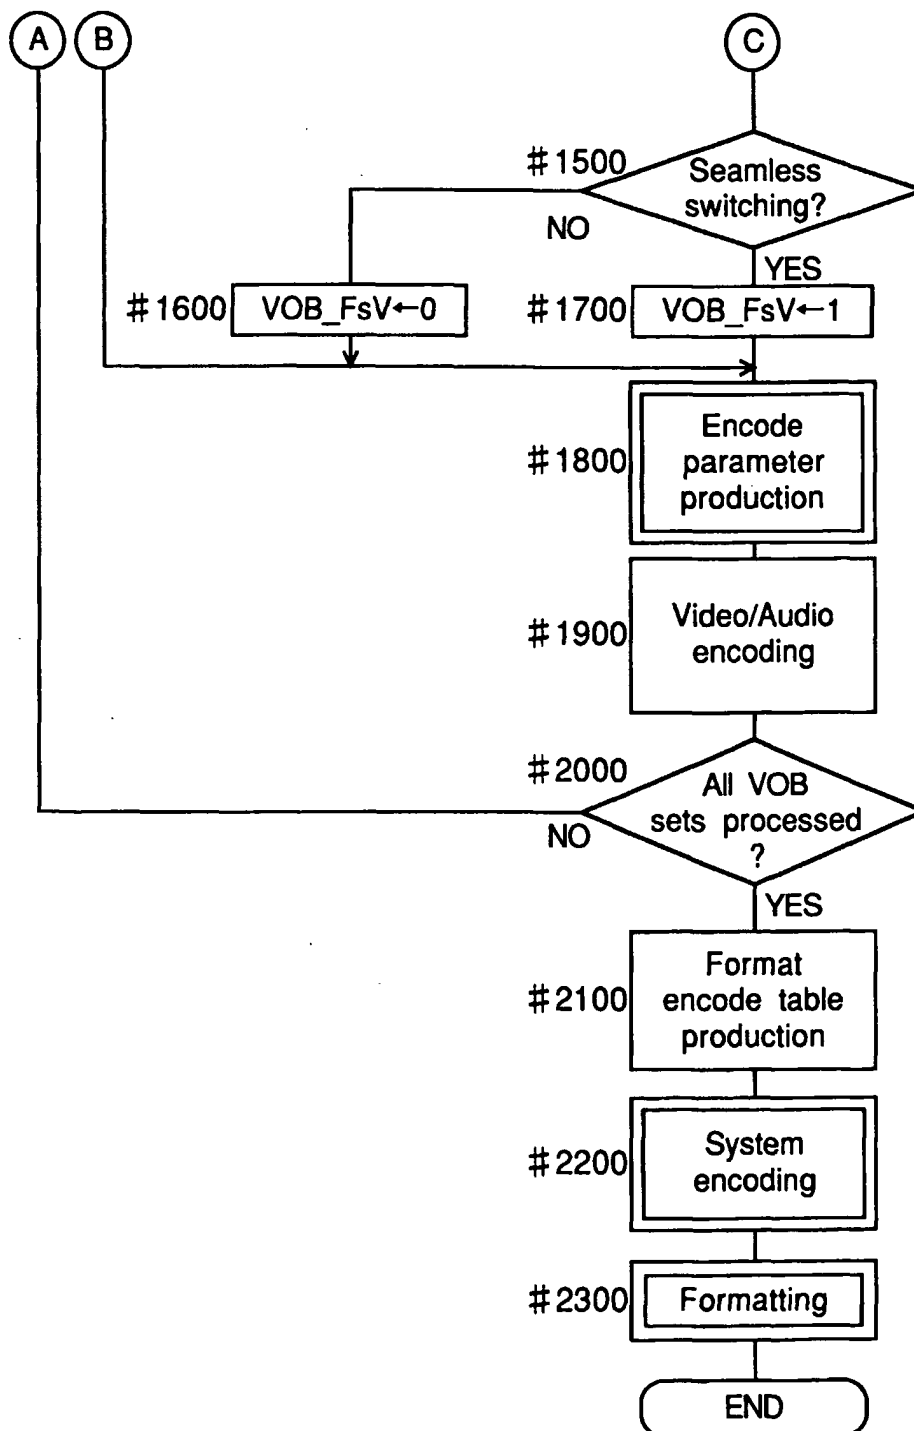 A B C
#1500
Seamless
switching?
NO
YES
#1600 VOB_FsV←0
#1700 VOB_FsV←1
#1800
Encode
parameter
production
#1900
Video/Audio
encoding
#2000
All VOB
sets processed
?
NO
YES
#2100
Format
encode table
production
#2200
System
encoding
#2300 Formatting
END